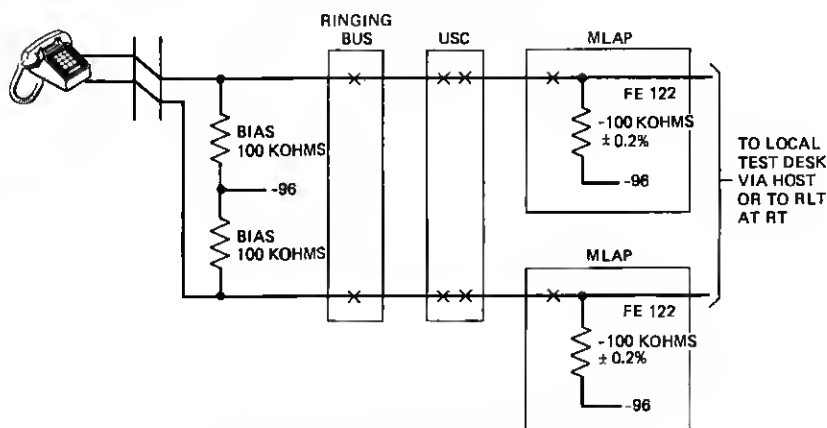 RINGING
BUS
USC
MLAP
FE 122
BIAS
100 KOHMS
-100 KOHMS
± 0.2%
-96
-96
BIAS
100 KOHMS
TO LOCAL
TEST DESK
VIA HOST
OR TO RLT
AT RT
MLAP
FE 122
-100 KOHMS
± 0.2%
-96